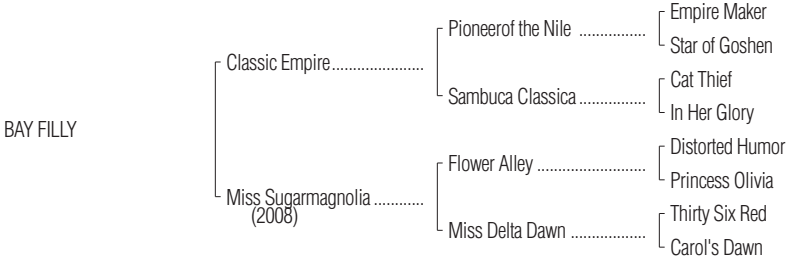 Empire Maker
Pioneerof the Nile ................
Star of Goshen
Classic Empire......................
Cat Thief
Sambuca Classica ................
In Her Glory
BAY FILLY
Distorted Humor
Flower Alley ..........................
Princess Olivia
Miss Sugarmagnolia ............
(2008)
Thirty Six Red
Miss Delta Dawn ..................
Carol's Dawn